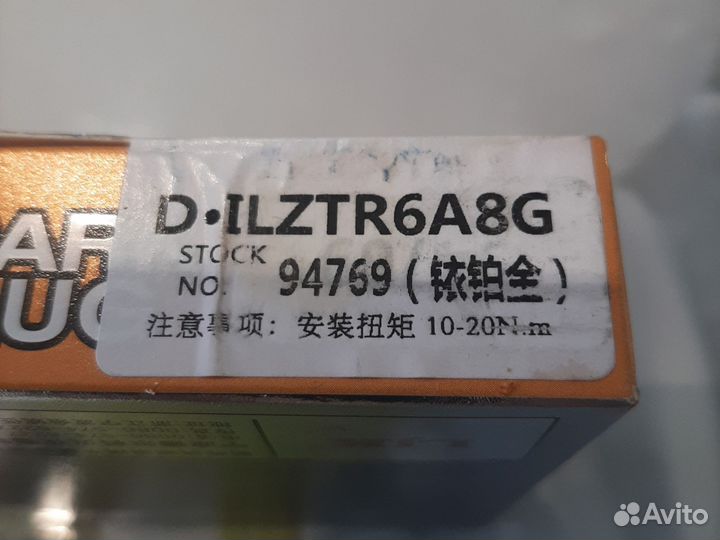 D·ILZTR6A8G
STOCK
NO. 94769 (铱铂金)
注意事项: 安装扭矩 10-20N.m
Avito